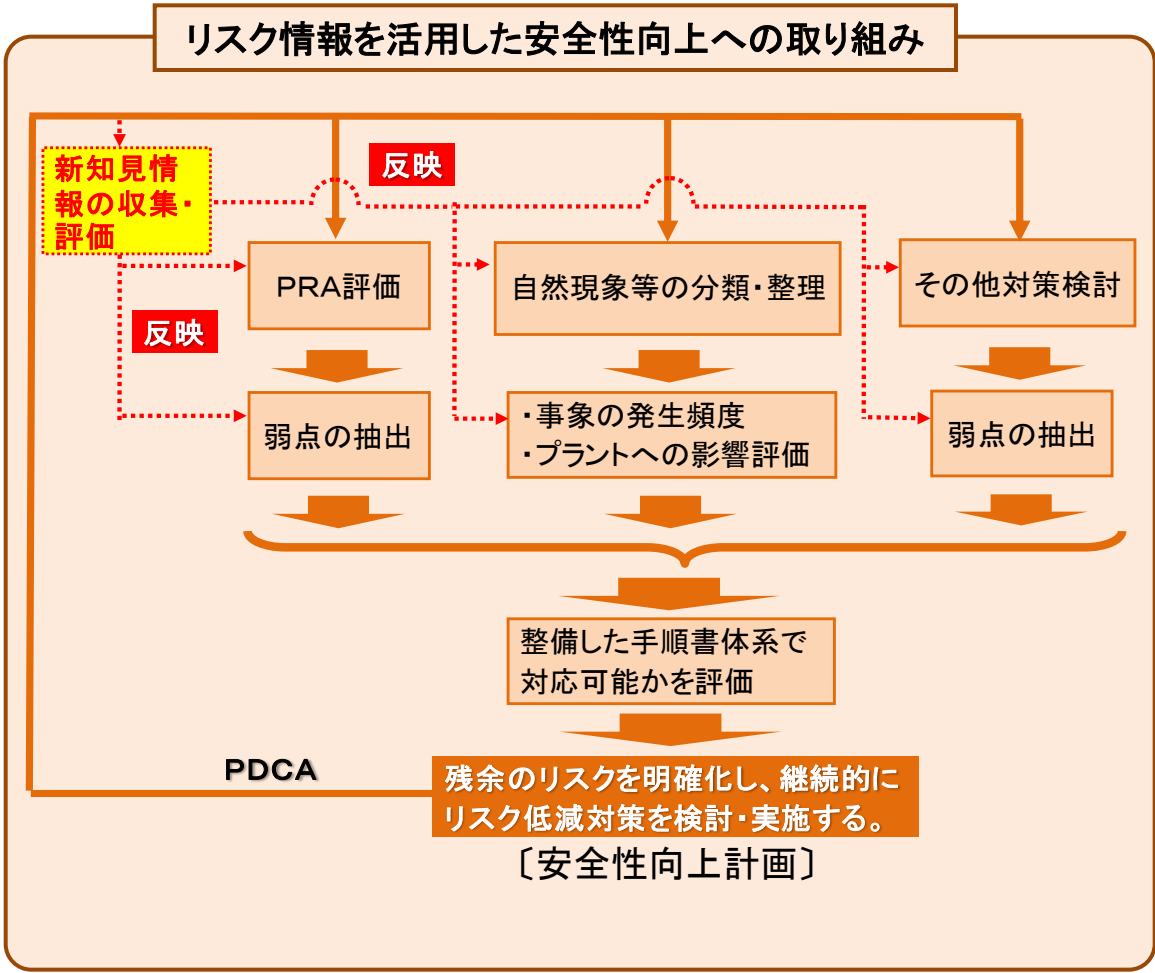 リスク情報を活用した安全性向上への取り組み
新知見情
報の収集・
評価
反映
反映
PRA評価
自然現象等の分類・整理
その他対策検討
弱点の抽出
・事象の発生頻度
・プラントへの影響評価
弱点の抽出
整備した手順書体系で
対応可能かを評価
PDCA
残余のリスクを明確化し、継続的に
リスク低減対策を検討・実施する。
〔安全性向上計画〕